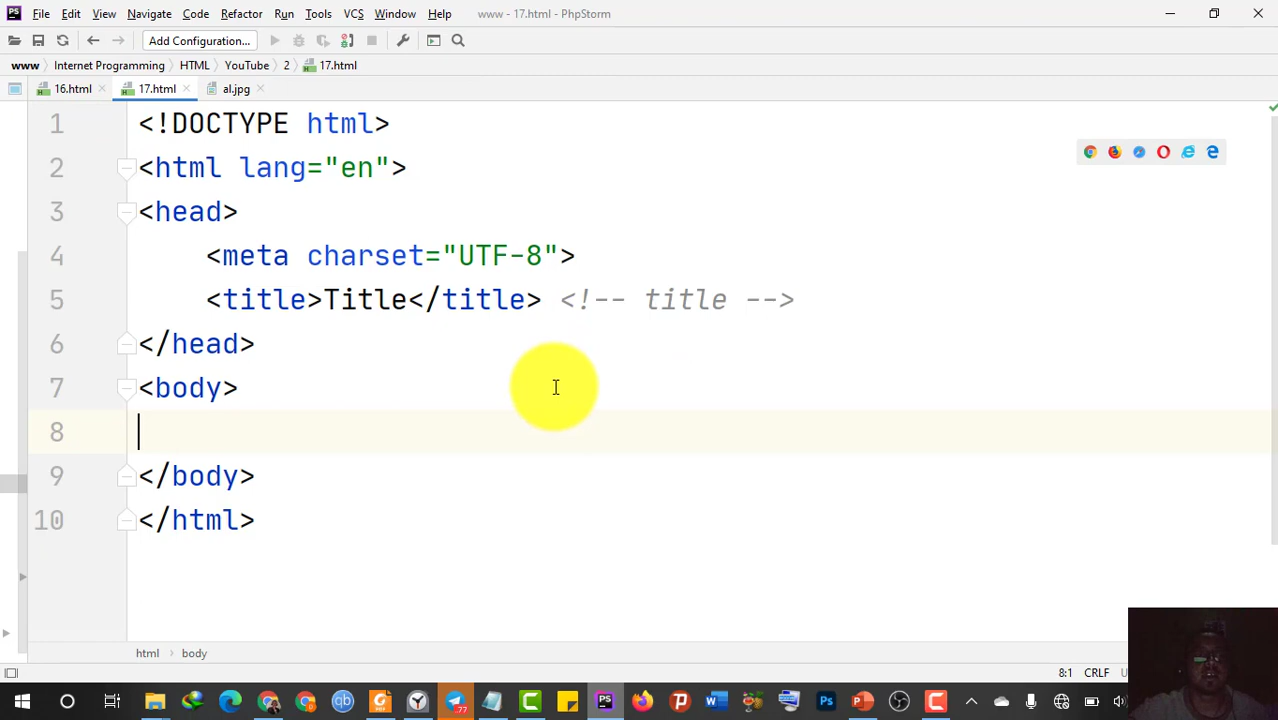 PS File Edit View Navigate Code Refactor Run Tools VCS Window Help www - 17.html - PhpStorm
Add Configuration...
www Internet Programming HTML YouTube 2 17.html
16.html 17.html al.jpg
1 <!DOCTYPE html>
2 <html lang="en">
3 <head>
4 <meta charset="UTF-8">
5 <title>Title</title> <!-- title -->
6 </head>
7 <body>
8
9 </body>
10 </html>
html body
8:1 CRLF
77